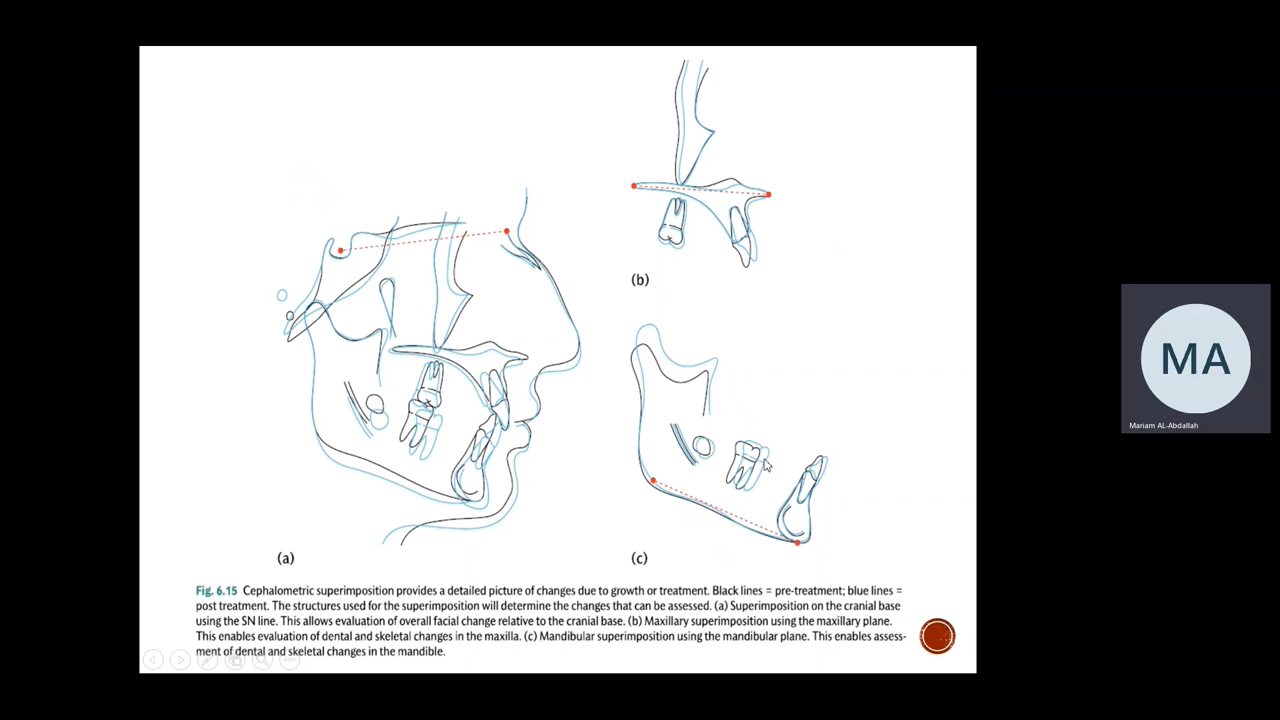 (b)
(a)
(c)
MA
Mariam AL-Abdallah
Fig. 6.15 Cephalometric superimposition provides a detailed picture of changes due to growth or treatment. Black lines = pre-treatment; blue lines =
post treatment. The structures used for the superimposition will determine the changes that can be assessed. (a) Superimposition on the cranial base
using the SN line. This allows evaluation of overall facial change relative to the cranial base. (b) Maxillary superimposition using the maxillary plane.
This enables evaluation of dental and skeletal changes in the maxilla. (c) Mandibular superimposition using the mandibular plane. This enables assess-
ment of dental and skeletal changes in the mandible.